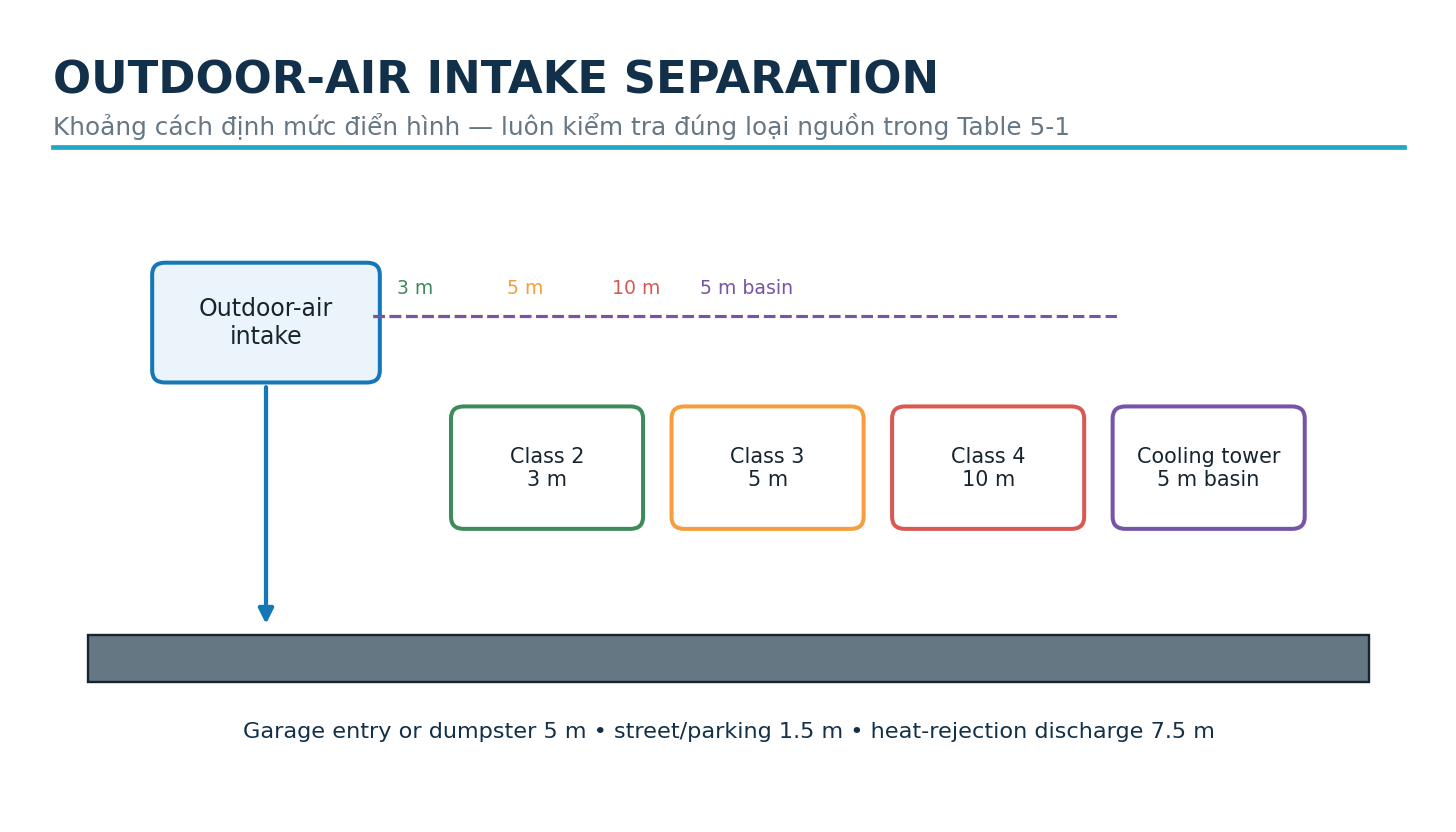 OUTDOOR-AIR INTAKE SEPARATION
Khoảng cách định mức điển hình — luôn kiểm tra đúng loại nguồn trong Table 5-1
Outdoor-air
intake
3 m
5 m
10 m
5 m basin
Class 2
3 m
Class 3
5 m
Class 4
10 m
Cooling tower
5 m basin
Garage entry or dumpster 5 m • street/parking 1.5 m • heat-rejection discharge 7.5 m